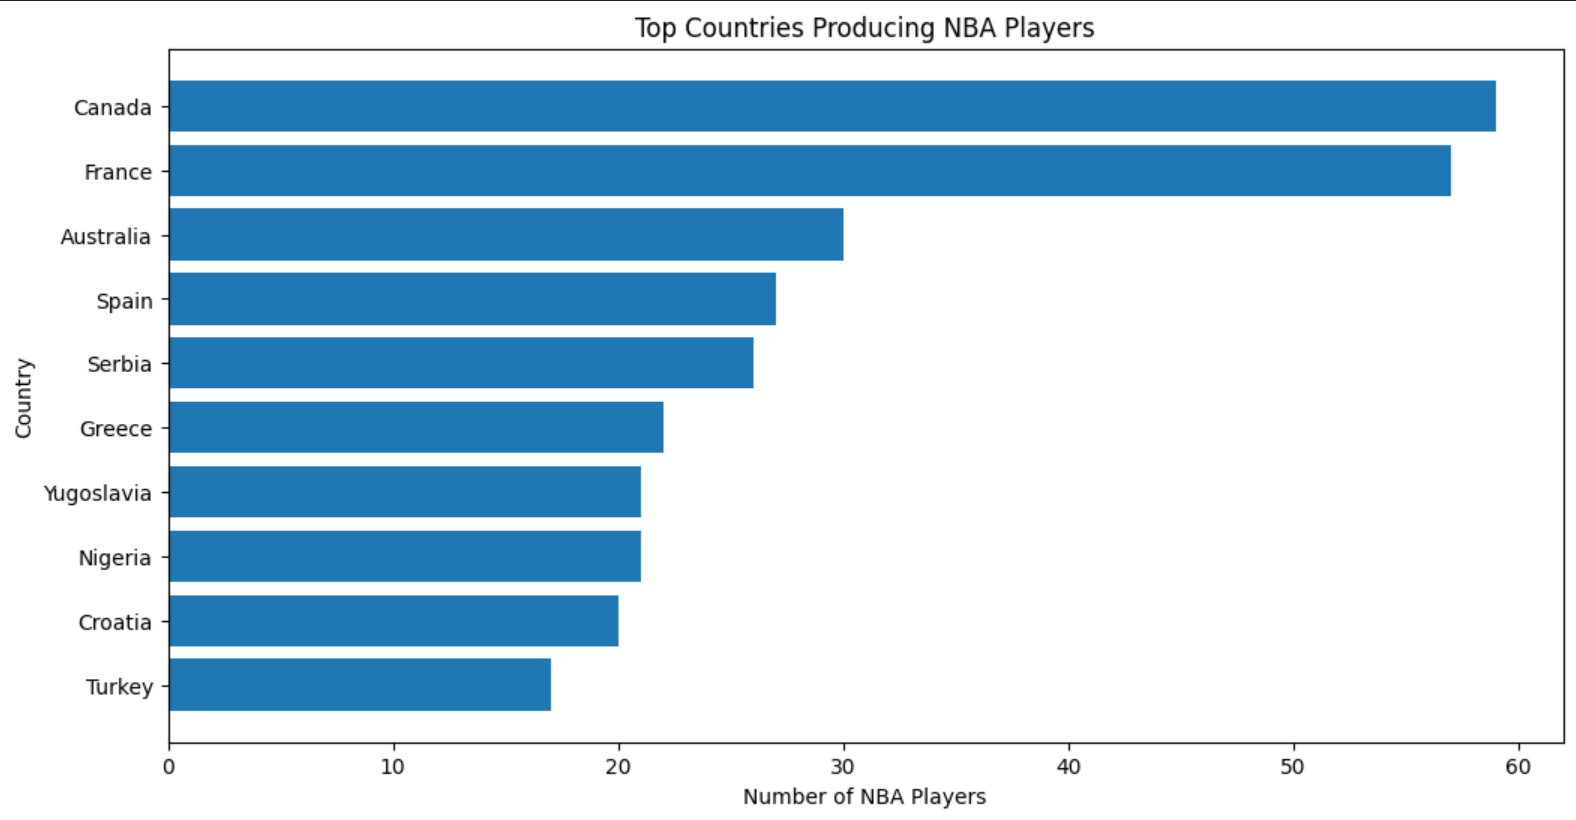 Top Countries Producing NBA Players
Country
Canada
France
Australia
Spain
Serbia
Greece
Yugoslavia
Nigeria
Croatia
Turkey
0 10 20 30 40 50 60
Number of NBA Players